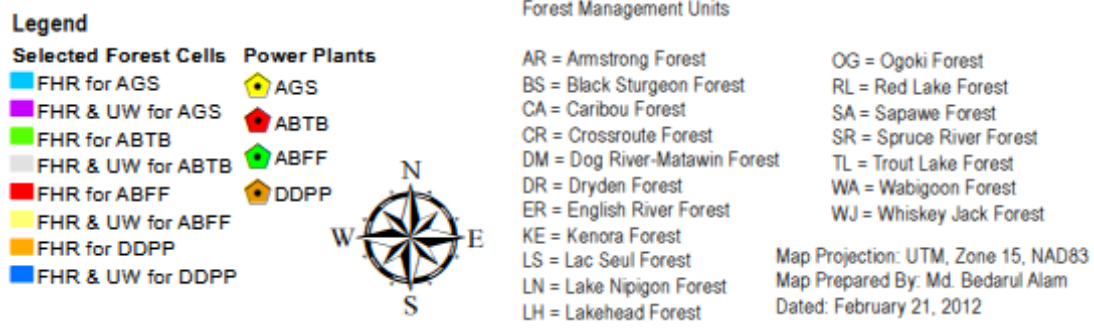 Legend
Selected Forest Cells
FHR for AGS
FHR & UW for AGS
FHR for ABTB
FHR & UW for ABTB
FHR for ABFF
FHR & UW for ABFF
FHR for DDPP
FHR & UW for DDPP
Power Plants
AGS
ABTB
ABFF
DDPP
N
W
E
S
Forest Management Units
AR = Armstrong Forest
BS = Black Sturgeon Forest
CA = Caribou Forest
CR = Crossroute Forest
DM = Dog River-Matawin Forest
DR = Dryden Forest
ER = English River Forest
KE = Kenora Forest
LS = Lac Seul Forest
LN = Lake Nipigon Forest
LH = Lakehead Forest
OG = Ogoki Forest
RL = Red Lake Forest
SA = Sapawe Forest
SR = Spruce River Forest
TL = Trout Lake Forest
WA = Wabigoon Forest
WJ = Whiskey Jack Forest
Map Projection: UTM, Zone 15, NAD83
Map Prepared By: Md. Bedarul Alam
Dated: February 21, 2012